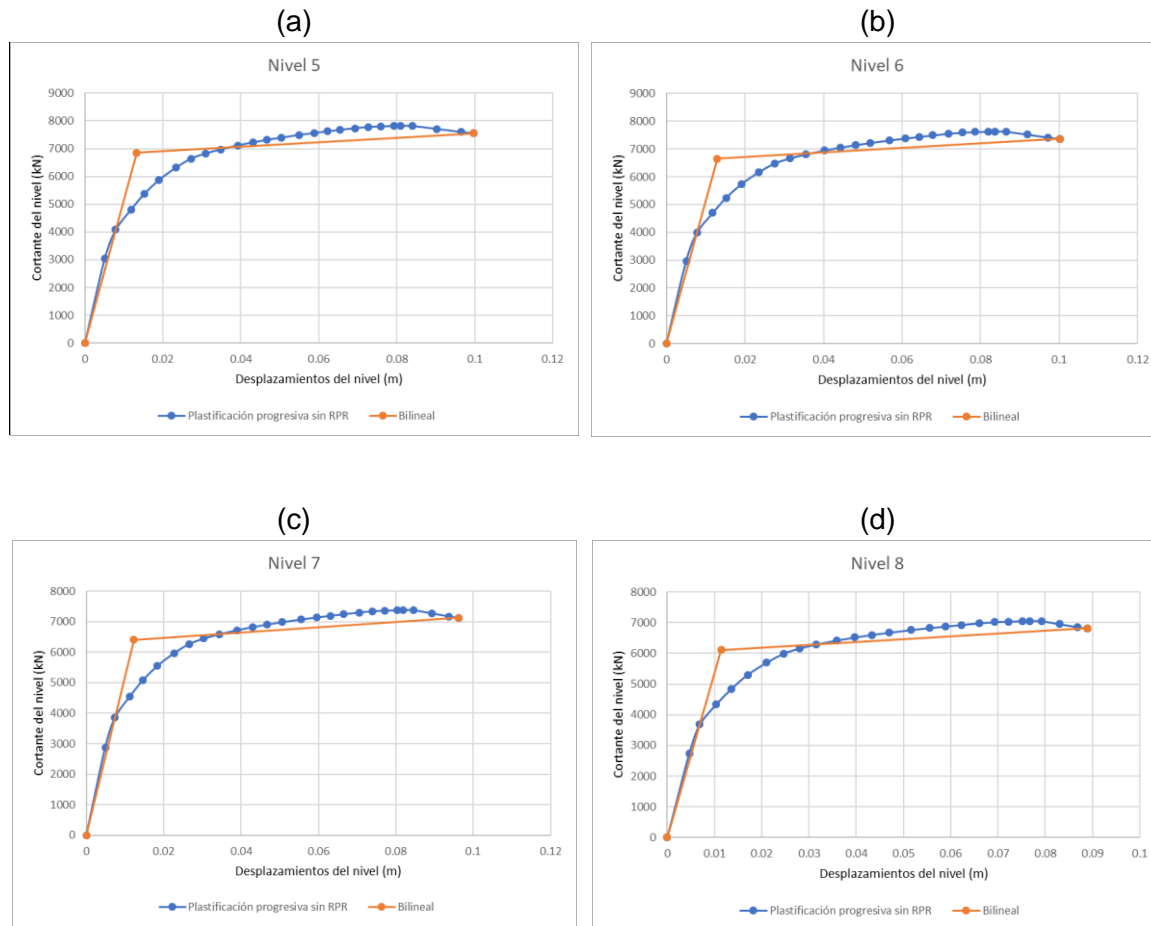 (a)
Nivel 5
Cortante del nivel (kN)
9000
8000
7000
6000
5000
4000
3000
2000
1000
0
0 0.02 0.04 0.06 0.08 0.1 0.12
Desplazamientos del nivel (m)
Plastificación progresiva sin RPR Bilineal
(b)
Nivel 6
Cortante del nivel (kN)
9000
8000
7000
6000
5000
4000
3000
2000
1000
0
0 0.02 0.04 0.06 0.08 0.1 0.12
Desplazamientos del nivel (m)
Plastificación progresiva sin RPR Bilineal
(c)
Nivel 7
Cortante del nivel (kN)
8000
7000
6000
5000
4000
3000
2000
1000
0
0 0.02 0.04 0.06 0.08 0.1 0.12
Desplazamientos del nivel (m)
Plastificación progresiva sin RPR Bilineal
(d)
Nivel 8
Cortante del nivel (kN)
8000
7000
6000
5000
4000
3000
2000
1000
0
0 0.01 0.02 0.03 0.04 0.05 0.06 0.07 0.08 0.09 0.1
Desplazamientos del nivel (m)
Plastificación progresiva sin RPR Bilineal